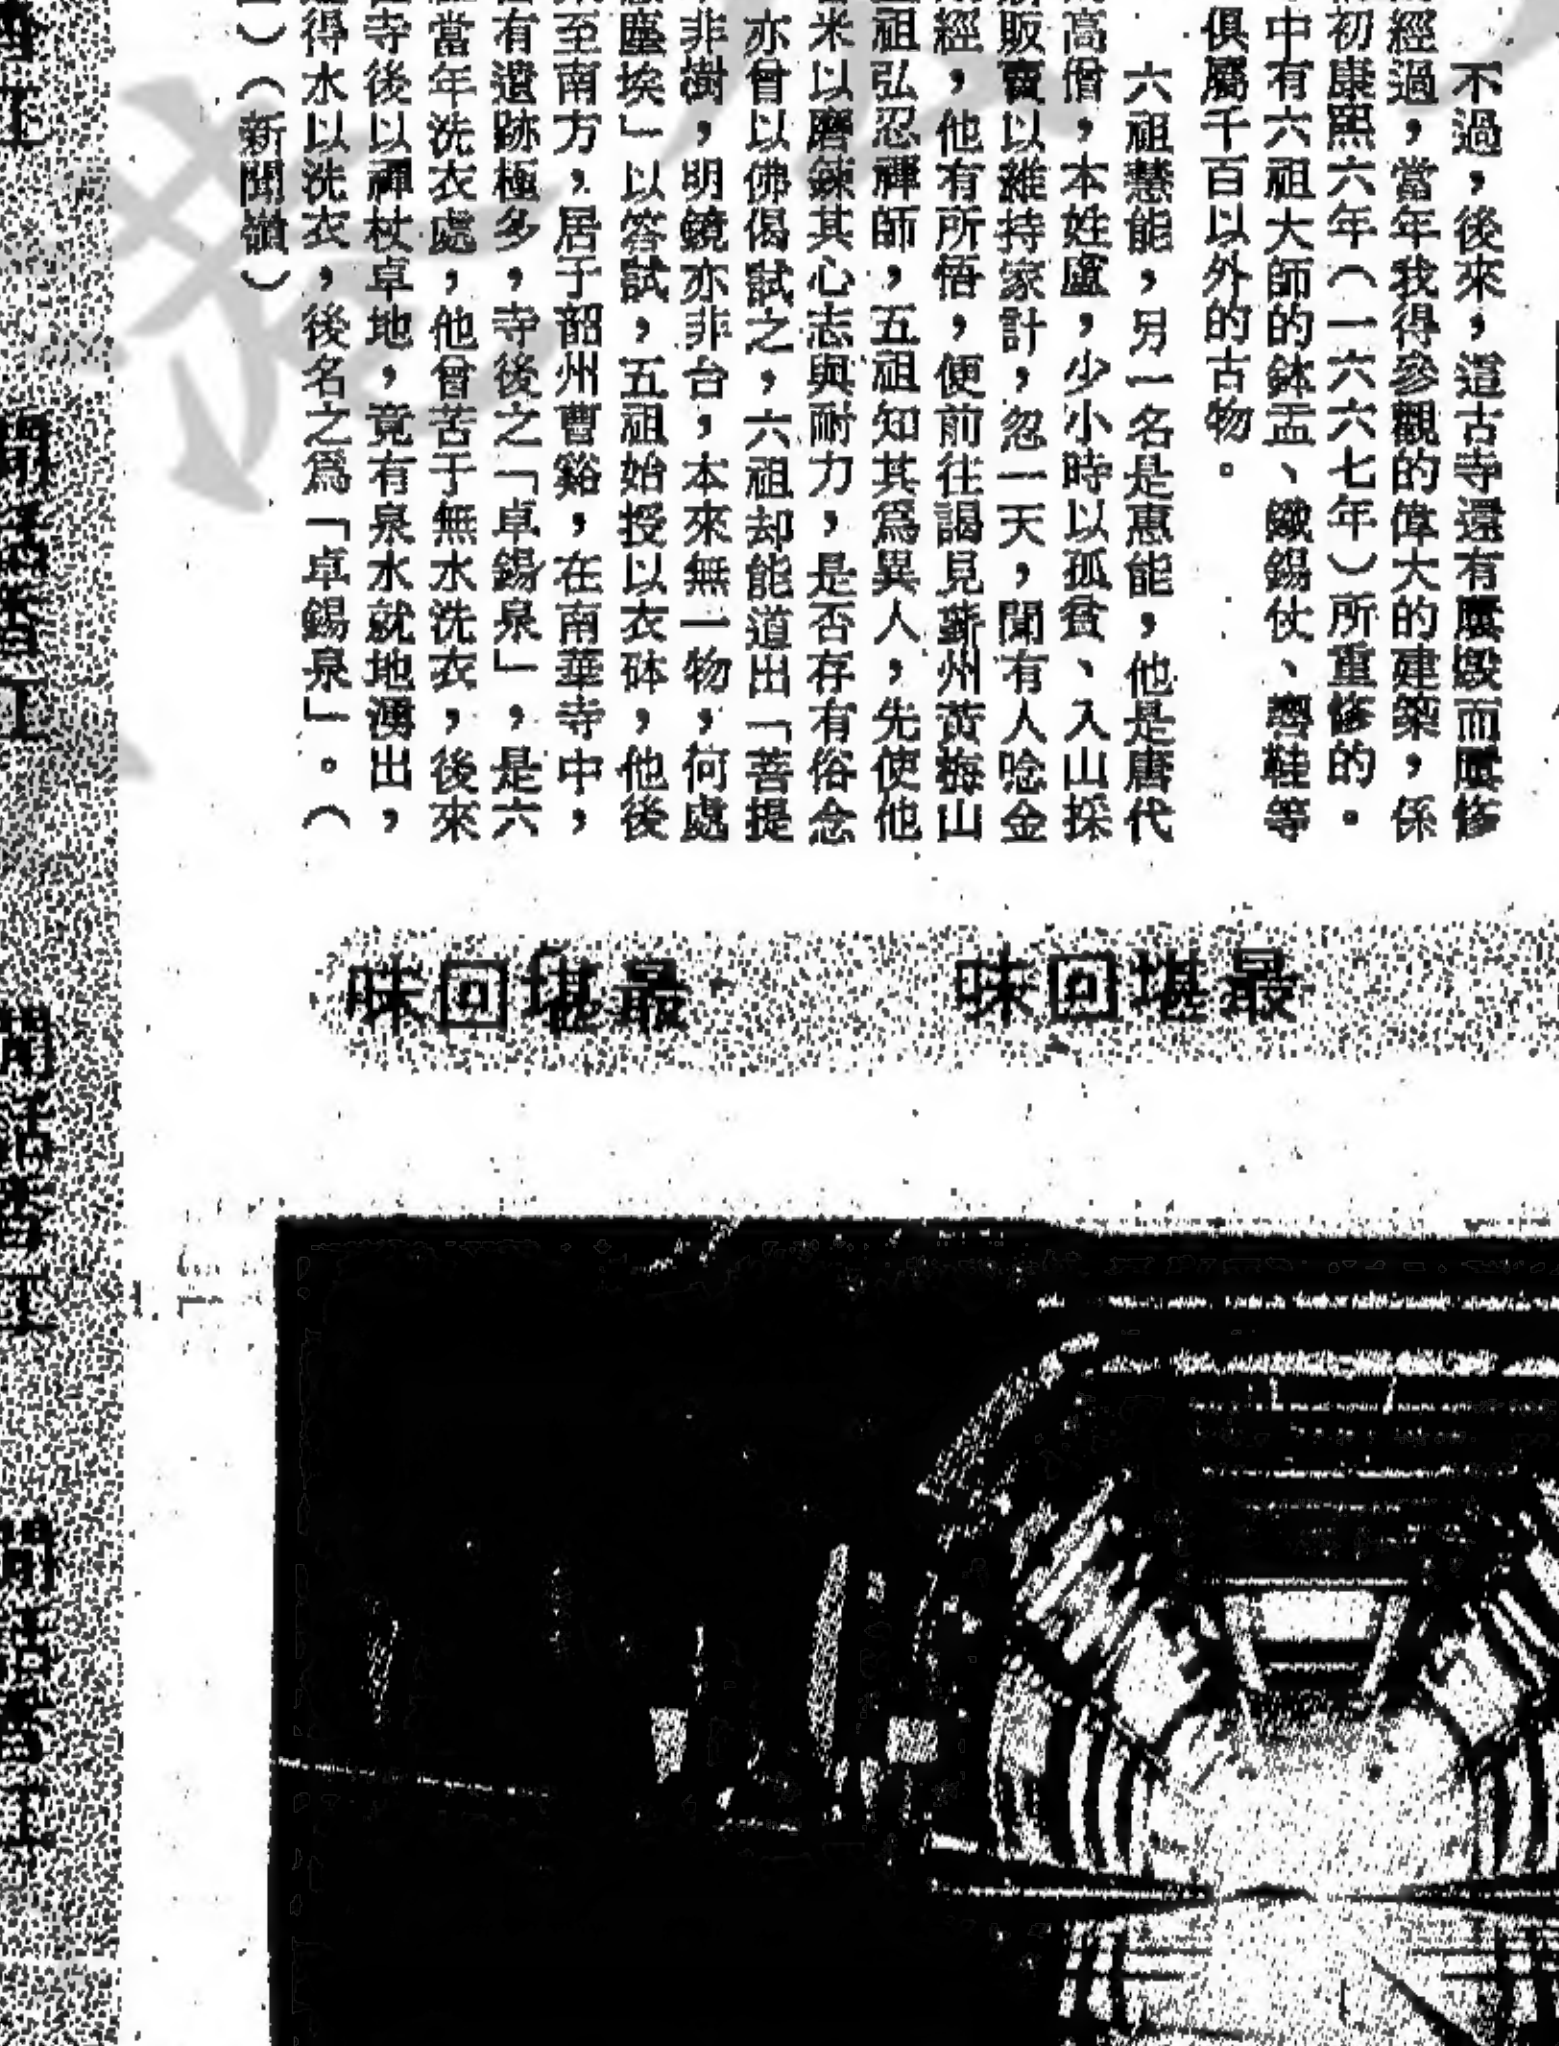 不過，後來，這古寺還有屢毀而屢修
經過，當年我得參觀的偉大的建築，係
初康熙六年（一六六七年）所重修的。
中有六祖大師的鉢盂、織錫仗、鞋等
俱屬千百以外的古物。
六祖慧能，另一名是惠能，他是唐代
高僧，本姓盧，少小時以孤貧、入山採
販賣以維持家計，忽一天，聞有人唸金
經，他有所悟，便前往謁見蘄州黃梅山
祖弘忍禪師，五祖知其爲異人，先使他
米以磨鍊其心志與耐力，是否存有俗念
亦曾以佛偈試之，六祖却能道出「菩提
非樹，明鏡亦非台，本來無一物，何處
塵埃」以答試，五祖始授以衣砵，他後
至南方，居于韶州曹谿，在南華寺中，
有遺跡極多，寺後之「卓錫泉」，是六
當年洗衣處，他曾苦于無水洗衣，後來
寺後以禪杖卓地，竟有泉水就地湧出，
得水以洗衣，後名之爲「卓錫泉」。（
）（新聞嶺）
最堪回味
最堪回味